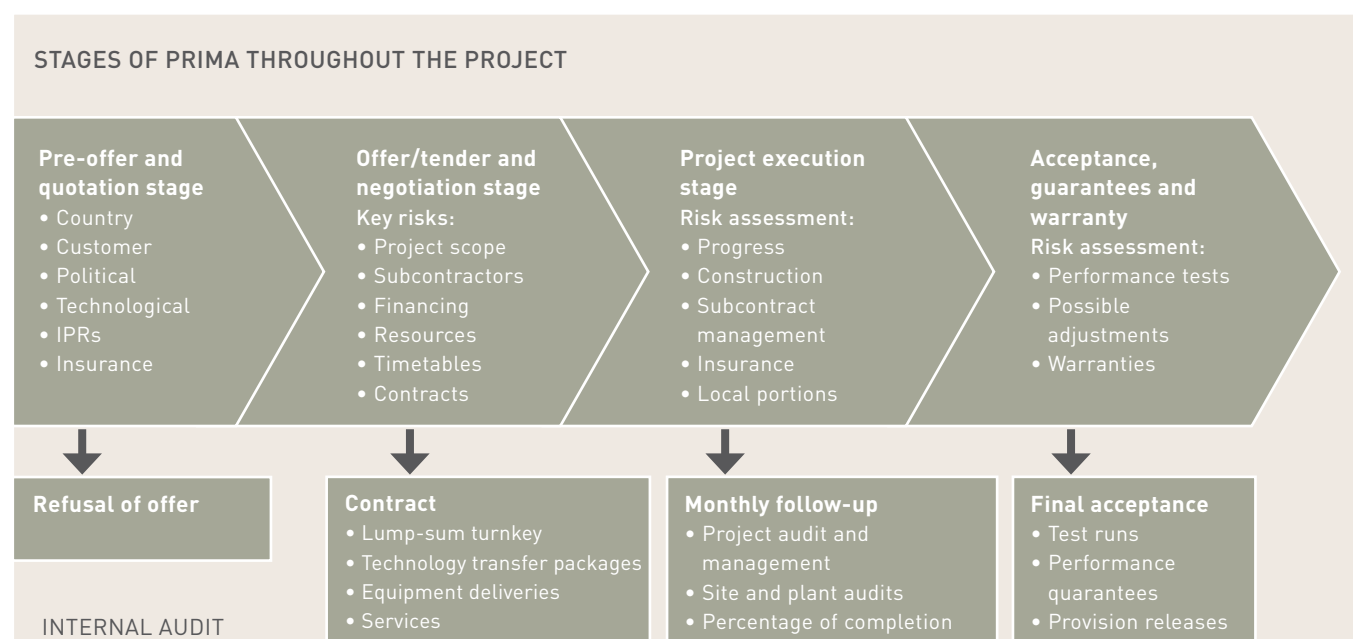 STAGES OF PRIMA THROUGHOUT THE PROJECT
Pre-offer and
quotation stage
• Country
• Customer
• Political
• Technological
• IPRs
• Insurance
Offer/tender and
negotiation stage
Key risks:
• Project scope
• Subcontractors
• Financing
• Resources
• Timetables
• Contracts
Project execution
stage
Risk assessment:
• Progress
• Construction
• Subcontract
management
• Insurance
• Local portions
Acceptance,
guarantees and
warranty
Risk assessment:
• Performance tests
• Possible
adjustments
• Warranties
Refusal of offer
Contract
• Lump-sum turnkey
• Technology transfer packages
• Equipment deliveries
• Services
Monthly follow-up
• Project audit and
management
• Site and plant audits
• Percentage of completion
Final acceptance
• Test runs
• Performance
quarantees
• Provision releases
INTERNAL AUDIT